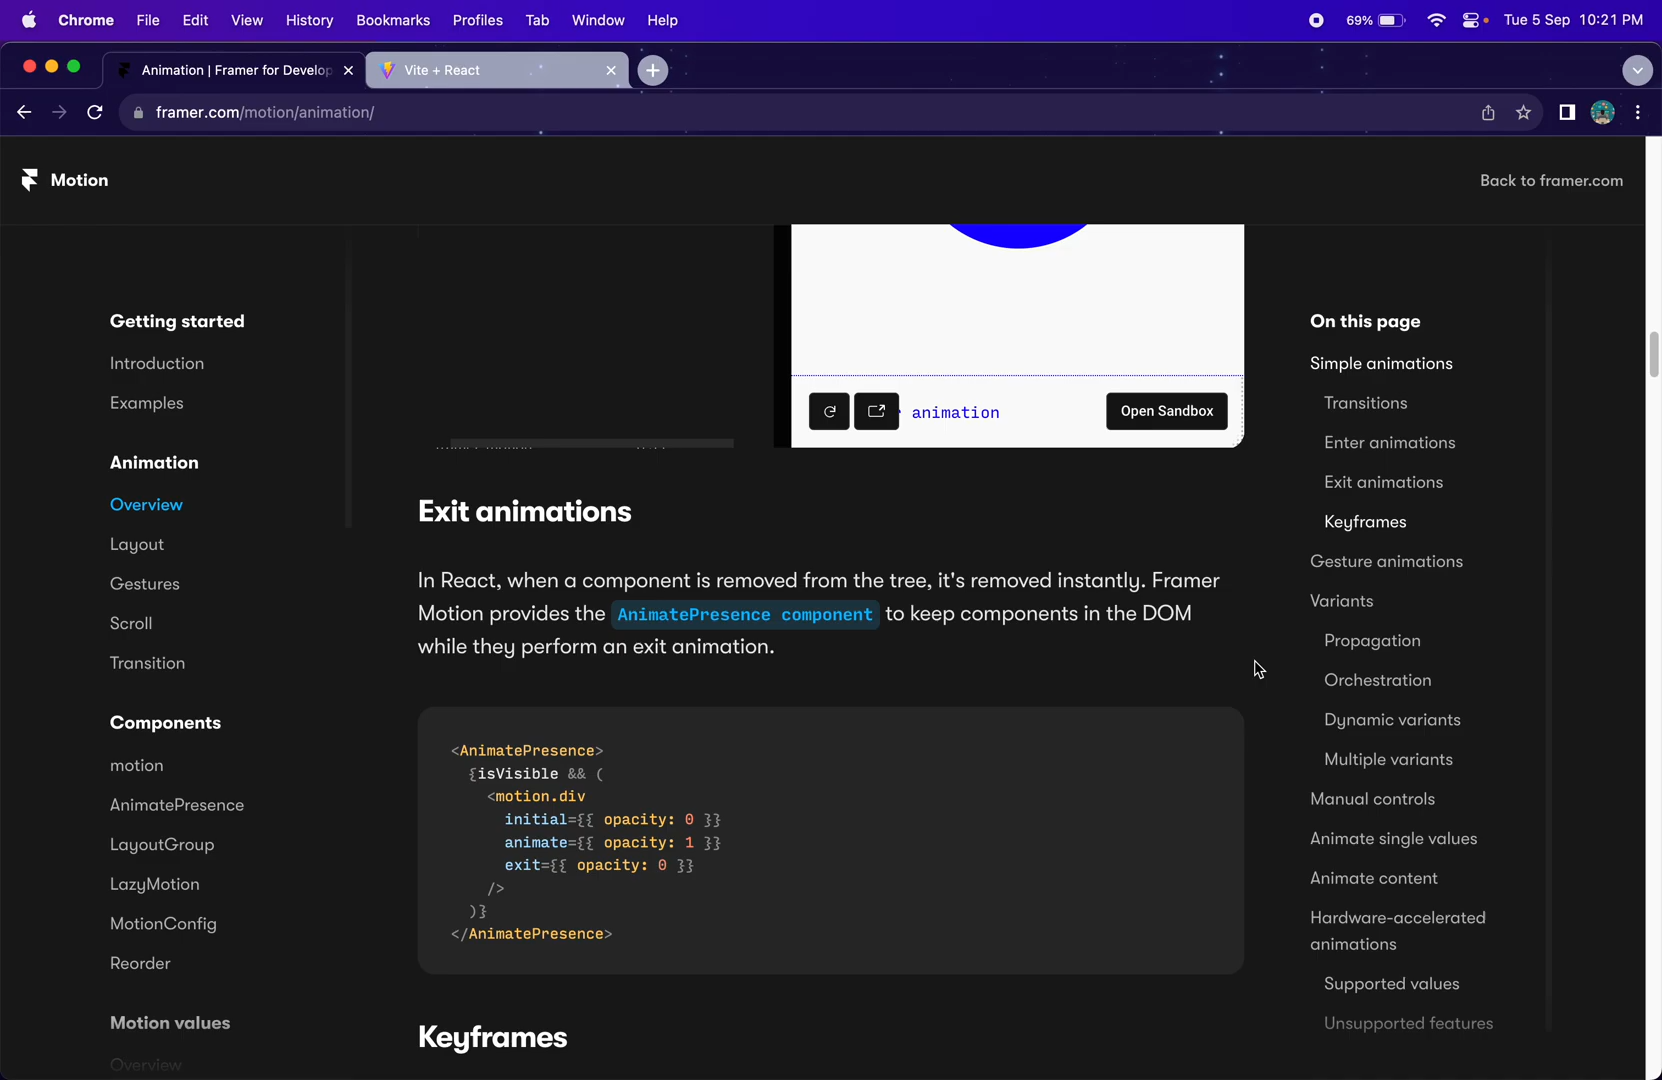 Chrome File Edit View History Bookmarks Profiles Tab Window Help 69% Tue 5 Sep 10:21 PM
Animation | Framer for Develop Vite + React
framer.com/motion/animation/
Motion
Back to framer.com
Getting started
Introduction
Examples
Animation
Overview
Layout
Gestures
Scroll
Transition
Components
motion
AnimatePresence
LayoutGroup
LazyMotion
MotionConfig
Reorder
Motion values
Overview
animation
Open Sandbox
Exit animations
In React, when a component is removed from the tree, it's removed instantly. Framer
Motion provides the AnimatePresence component to keep components in the DOM
while they perform an exit animation.
<AnimatePresence>
{isVisible && (
<motion.div
initial={{ opacity: 0 }}
animate={{ opacity: 1 }}
exit={{ opacity: 0 }}
/>
)}
</AnimatePresence>
Keyframes
On this page
Simple animations
Transitions
Enter animations
Exit animations
Keyframes
Gesture animations
Variants
Propagation
Orchestration
Dynamic variants
Multiple variants
Manual controls
Animate single values
Animate content
Hardware-accelerated
animations
Supported values
Unsupported features